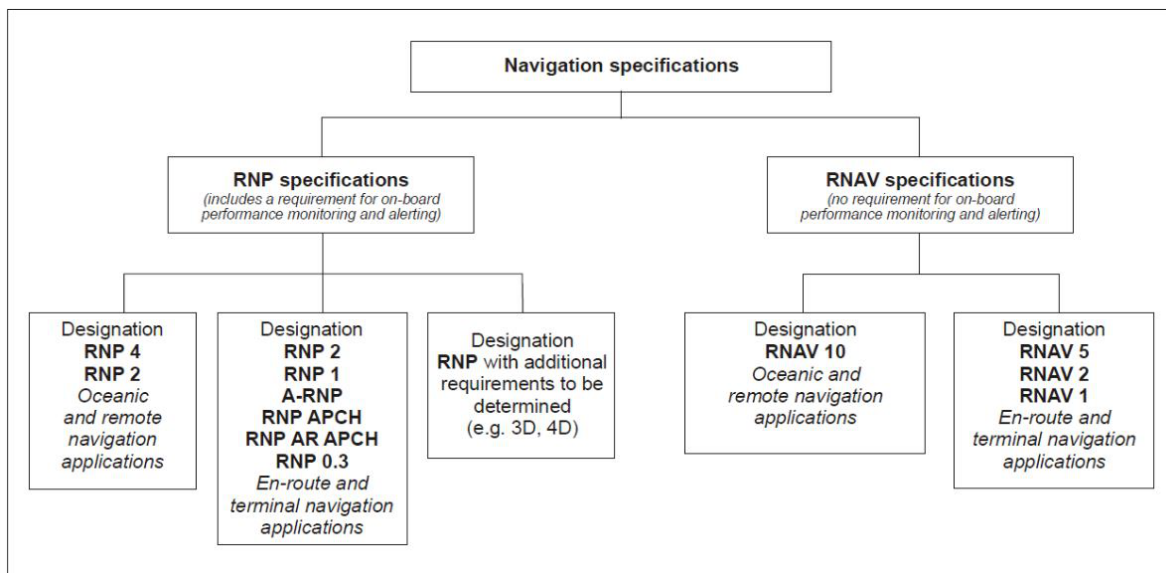 Navigation specifications
RNP specifications
(includes a requirement for on-board
performance monitoring and alerting)
RNAV specifications
(no requirement for on-board
performance monitoring and alerting)
Designation
RNP 4
RNP 2
Oceanic
and remote
navigation
applications
Designation
RNP 2
RNP 1
A-RNP
RNP APCH
RNP AR APCH
RNP 0.3
En-route and
terminal navigation
applications
Designation
RNP with additional
requirements to be
determined
(e.g. 3D, 4D)
Designation
RNAV 10
Oceanic and
remote navigation
applications
Designation
RNAV 5
RNAV 2
RNAV 1
En-route and
terminal navigation
applications